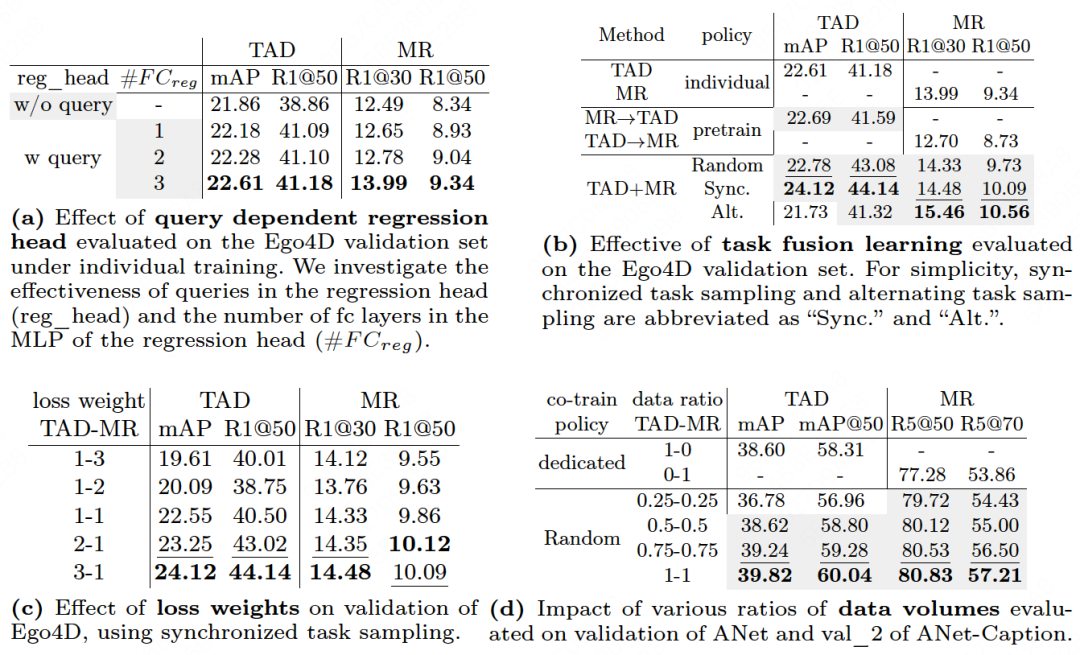 TAD MR
reg_head #FCreg mAP R1@50 R1@30 R1@50
w/o query - 21.86 38.86 12.49 8.34
1 22.18 41.09 12.65 8.93
w query 2 22.28 41.10 12.78 9.04
3 22.61 41.18 13.99 9.34
(a) Effect of query dependent regression
head evaluated on the Ego4D validation set
under individual training. We investigate the
effectiveness of queries in the regression head
(reg_head) and the number of fc layers in the
MLP of the regression head (#FCreg).
Method policy TAD MR
mAP R1@50 R1@30 R1@50
TAD individual 22.61 41.18 - -
MR - - 13.99 9.34
MR→TAD pretrain 22.69 41.59 - -
TAD→MR - - 12.70 8.73
Random 22.78 43.08 14.33 9.73
TAD+MR Sync. 24.12 44.14 14.48 10.09
Alt. 21.73 41.32 15.46 10.56
(b) Effective of task fusion learning evaluated
on the Ego4D validation set. For simplicity, syn-
chronized task sampling and alternating task sam-
pling are abbreviated as “Sync.” and “Alt.”.
loss weight TAD MR
TAD-MR mAP R1@50 R1@30 R1@50
1-3 19.61 40.01 14.12 9.55
1-2 20.09 38.75 13.76 9.63
1-1 22.55 40.50 14.33 9.86
2-1 23.25 43.02 14.35 10.12
3-1 24.12 44.14 14.48 10.09
(c) Effect of loss weights on validation of
Ego4D, using synchronized task sampling.
co-train data ratio TAD MR
policy TAD-MR mAP mAP@50 R5@50 R5@70
dedicated 1-0 38.60 58.31 - -
0-1 - - 77.28 53.86
0.25-0.25 36.78 56.96 79.72 54.43
Random 0.5-0.5 38.62 58.80 80.12 55.00
0.75-0.75 39.24 59.28 80.53 56.50
1-1 39.82 60.04 80.83 57.21
(d) Impact of various ratios of data volumes evalu-
ated on validation of ANet and val_2 of ANet-Caption.